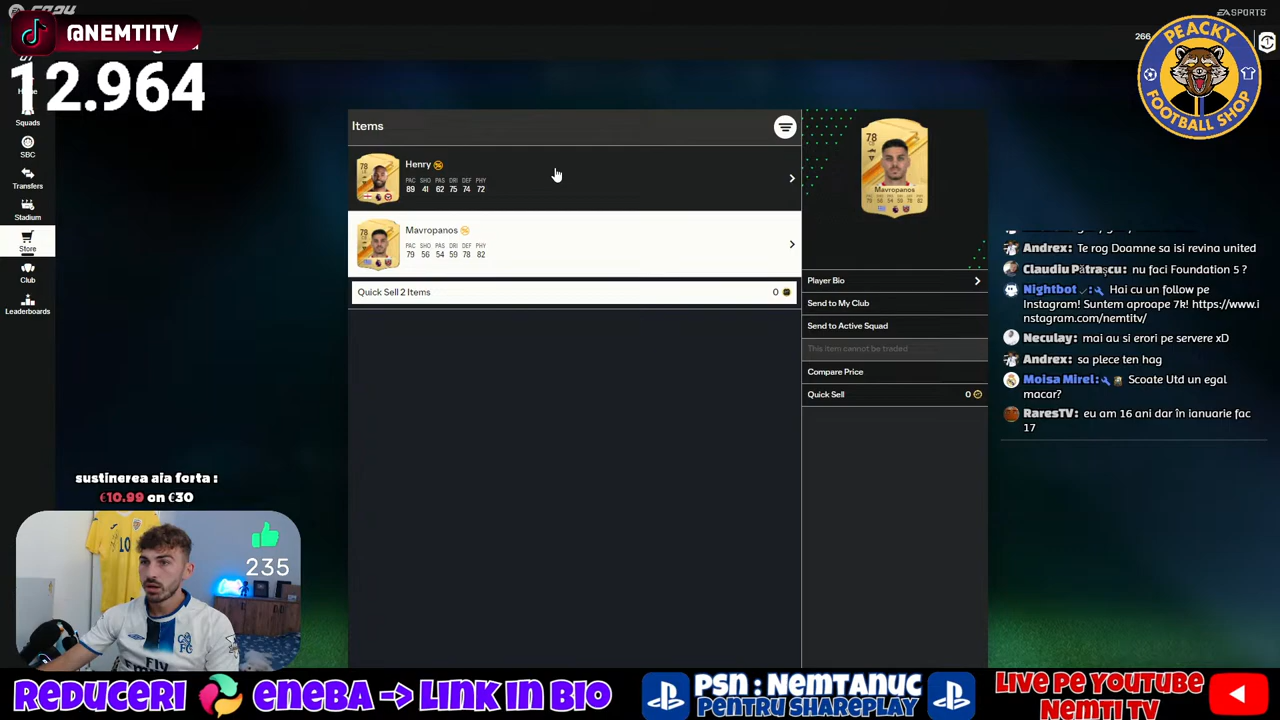 EA SPORTS
@NEMTITV
12.964
266
PEACKY
FOOTBALL SHOP
Squads
SBC
Transfers
Stadium
Store
Club
Leaderboards
Items
78
Henry
PAC SHO PAS DRI DEF PHY
89 41 62 75 74 72
78
Mavropanos
PAC SHO PAS DRI DEF PHY
79 56 54 59 78 82
Quick Sell 2 Items 0
78
CB
Mavropanos
Player Bio
Send to My Club
Send to Active Squad
This item cannot be traded
Compare Price
Quick Sell 0
Andrex: Te rog Doamne sa isi revina united
Claudiu Pătrașcu: nu faci Foundation 5 ?
Nightbot: Hai cu un follow pe
Instagram! Suntem aproape 7k! https://www.i
nstagram.com/nemtitv/
Neculay: mai au si erori pe servere xD
Andrex: sa plece ten hag
Moisa Mirel: Scoate Utd un egal
macar?
RaresTV: eu am 16 ani dar în ianuarie fac
17
sustinerea aia forta :
€10.99 on €30
10
235
REDUCERI ENEBA -> LINK IN BIO
PSN : NEMTANUC
PENTRU SHAREPLAY
LIVE PE YOUTUBE
NEMTI TV